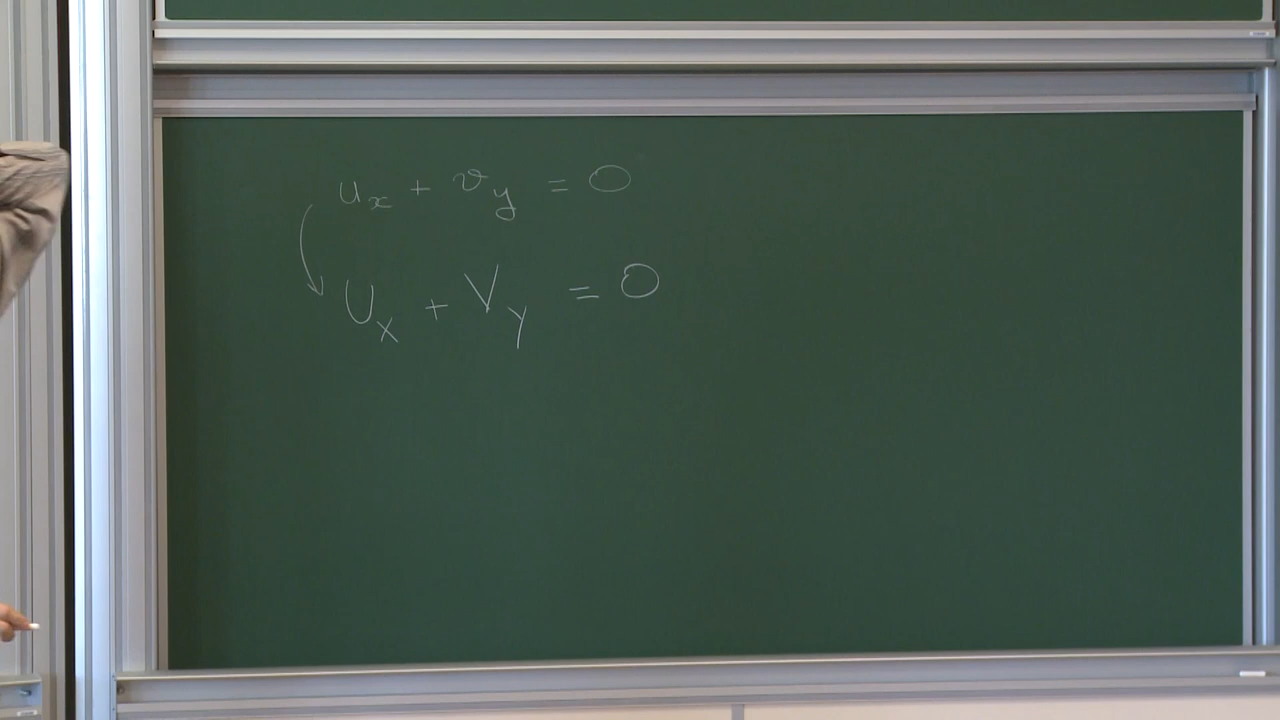 u_x + v_y = 0
U_X + V_Y = 0